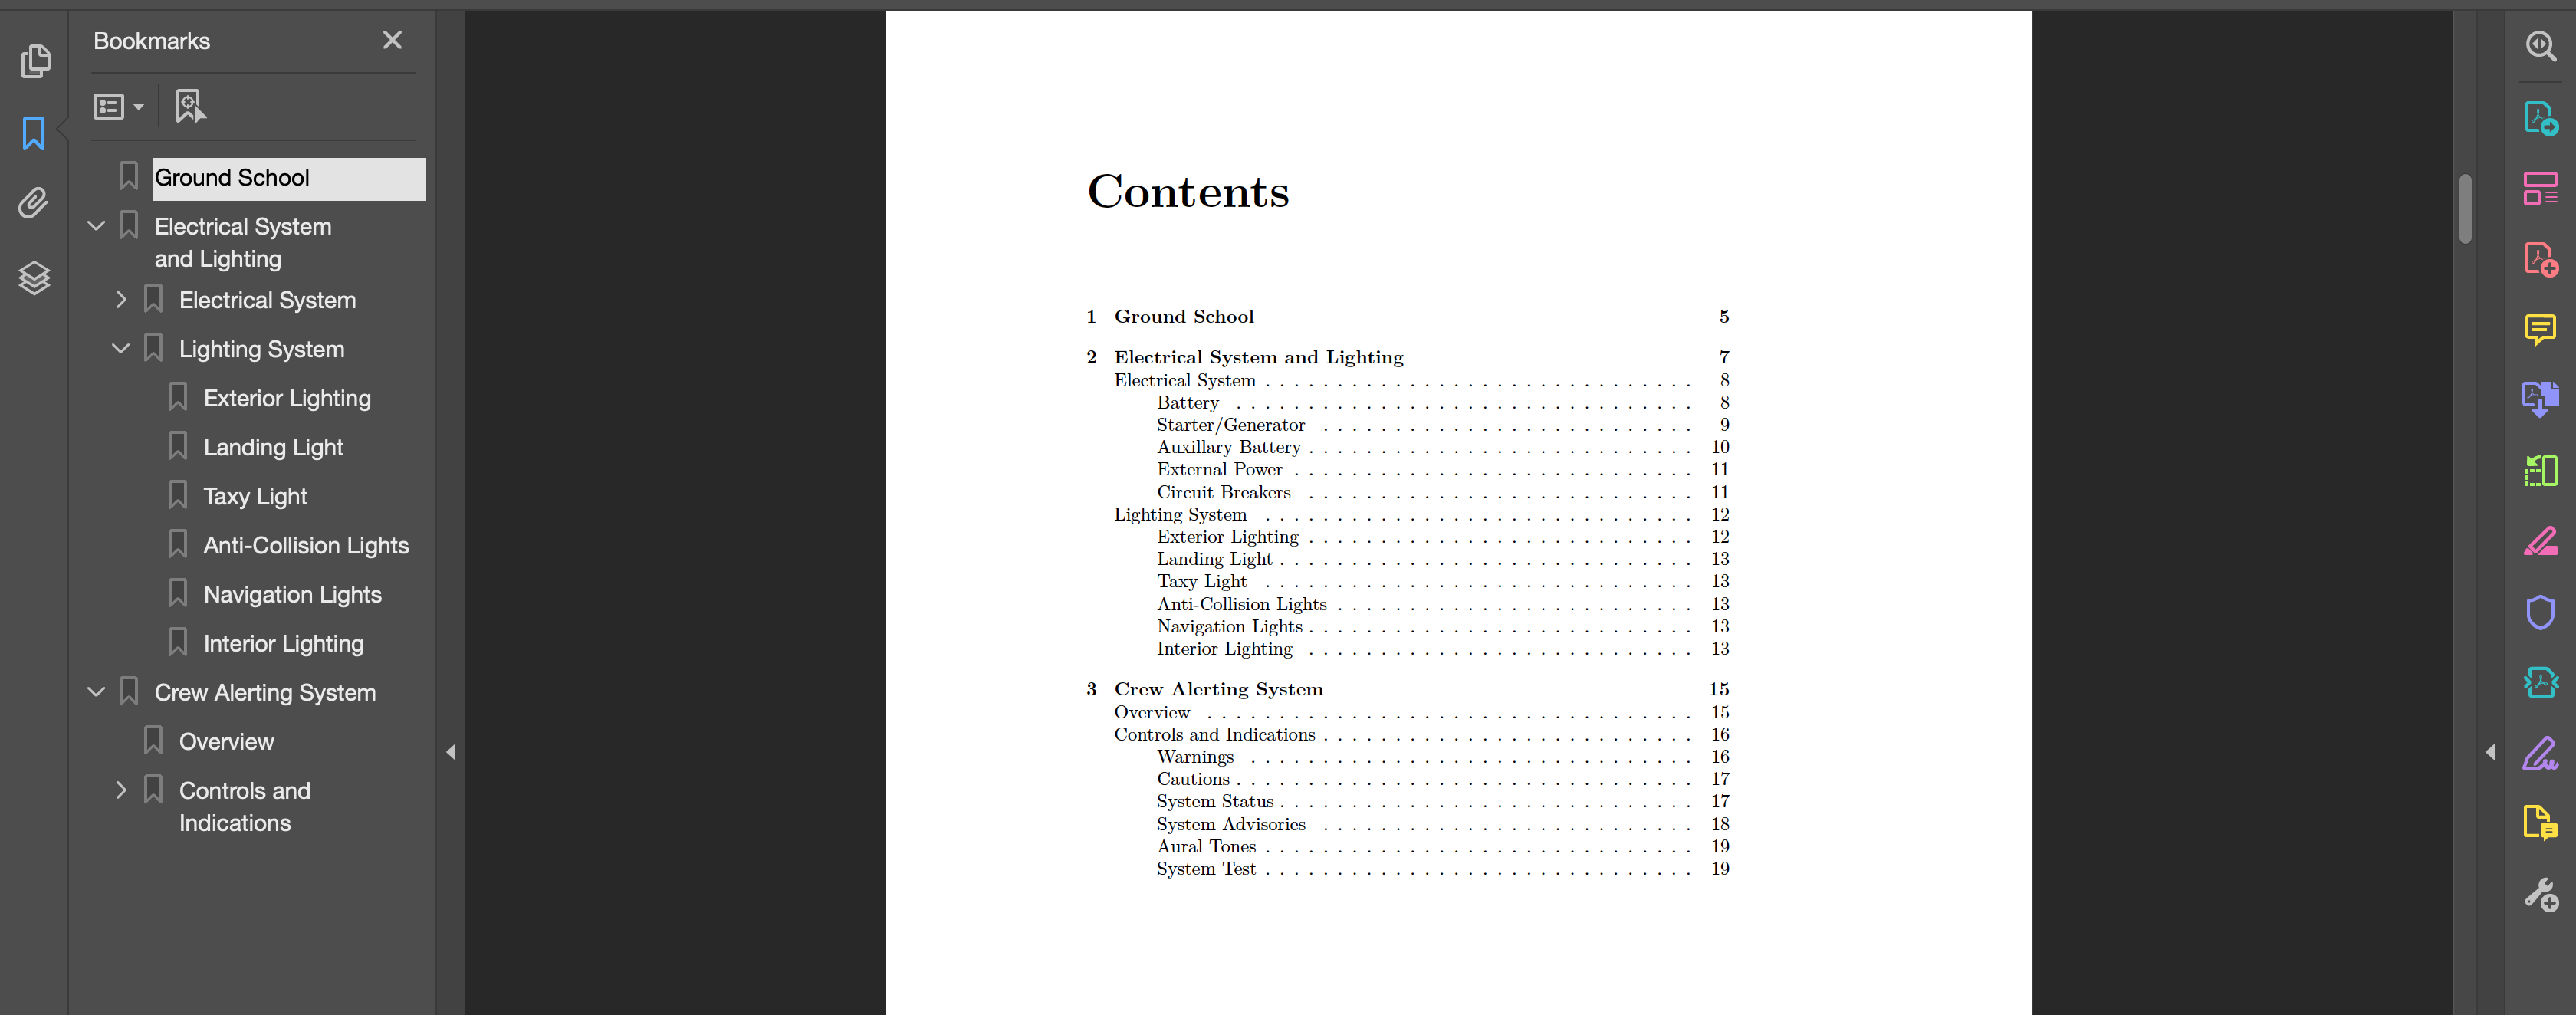 Bookmarks
Ground School
Electrical System
and Lighting
Electrical System
Lighting System
Exterior Lighting
Landing Light
Taxy Light
Anti-Collision Lights
Navigation Lights
Interior Lighting
Crew Alerting System
Overview
Controls and
Indications
Contents
1 Ground School 5
2 Electrical System and Lighting 7
Electrical System . . . . . . . . . . . . . . . . . . . . . . . . . . . . . . 8
Battery . . . . . . . . . . . . . . . . . . . . . . . . . . . . . . . . 8
Starter/Generator . . . . . . . . . . . . . . . . . . . . . . . . . . 9
Auxillary Battery . . . . . . . . . . . . . . . . . . . . . . . . . . . 10
External Power . . . . . . . . . . . . . . . . . . . . . . . . . . . . 11
Circuit Breakers . . . . . . . . . . . . . . . . . . . . . . . . . . . 11
Lighting System . . . . . . . . . . . . . . . . . . . . . . . . . . . . . . 12
Exterior Lighting . . . . . . . . . . . . . . . . . . . . . . . . . . . 12
Landing Light . . . . . . . . . . . . . . . . . . . . . . . . . . . . . 13
Taxy Light . . . . . . . . . . . . . . . . . . . . . . . . . . . . . . 13
Anti-Collision Lights . . . . . . . . . . . . . . . . . . . . . . . . . 13
Navigation Lights . . . . . . . . . . . . . . . . . . . . . . . . . . . 13
Interior Lighting . . . . . . . . . . . . . . . . . . . . . . . . . . . 13
3 Crew Alerting System 15
Overview . . . . . . . . . . . . . . . . . . . . . . . . . . . . . . . . . . 15
Controls and Indications . . . . . . . . . . . . . . . . . . . . . . . . . . 16
Warnings . . . . . . . . . . . . . . . . . . . . . . . . . . . . . . . 16
Cautions . . . . . . . . . . . . . . . . . . . . . . . . . . . . . . . . 17
System Status . . . . . . . . . . . . . . . . . . . . . . . . . . . . . 17
System Advisories . . . . . . . . . . . . . . . . . . . . . . . . . . 18
Aural Tones . . . . . . . . . . . . . . . . . . . . . . . . . . . . . . 19
System Test . . . . . . . . . . . . . . . . . . . . . . . . . . . . . . 19